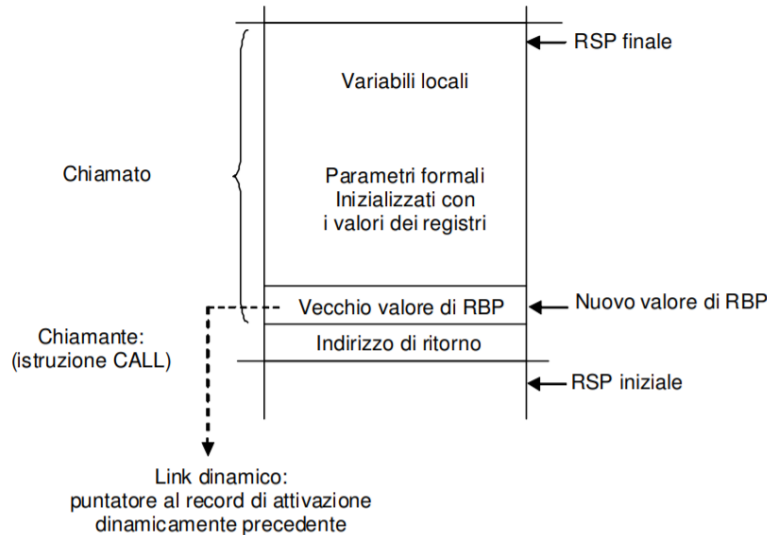 RSP finale
Variabili locali
Chiamato
Parametri formali
Inizializzati con
i valori dei registri
Vecchio valore di RBP
Nuovo valore di RBP
Chiamante:
(istruzione CALL)
Indirizzo di ritorno
RSP iniziale
Link dinamico:
puntatore al record di attivazione
dinamicamente precedente